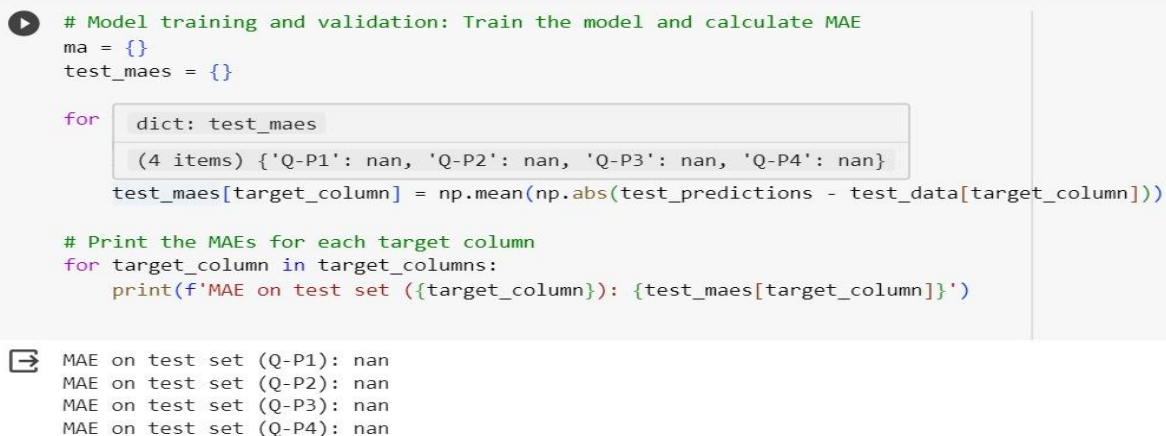 # Model training and validation: Train the model and calculate MAE
ma = {}
test_maes = {}
for
dict: test_maes
(4 items) {'Q-P1': nan, 'Q-P2': nan, 'Q-P3': nan, 'Q-P4': nan}
test_maes[target_column] = np.mean(np.abs(test_predictions - test_data[target_column]))
# Print the MAEs for each target column
for target_column in target_columns:
print(f'MAE on test set ({target_column}): {test_maes[target_column]}')
MAE on test set (Q-P1): nan
MAE on test set (Q-P2): nan
MAE on test set (Q-P3): nan
MAE on test set (Q-P4): nan